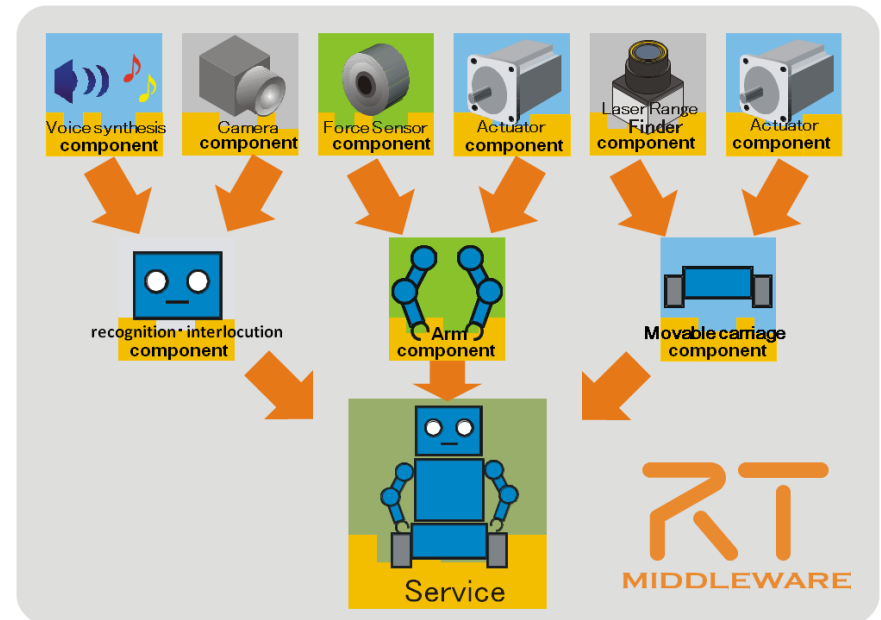 Voice synthesis
component
Camera
component
Force Sensor
component
Actuator
component
Laser Range
Finder
component
Actuator
component
recognition・interlocution
component
Arm
component
Movable carriage
component
Service
RT
MIDDLEWARE